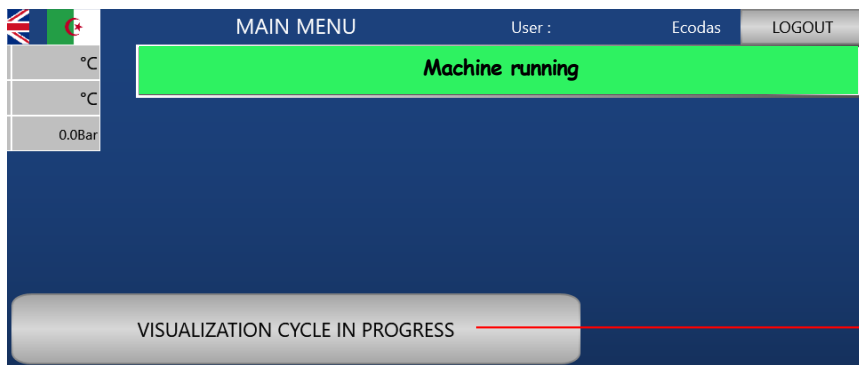 MAIN MENU User : Ecodas LOGOUT
°C Machine running
°C
0.0Bar
VISUALIZATION CYCLE IN PROGRESS